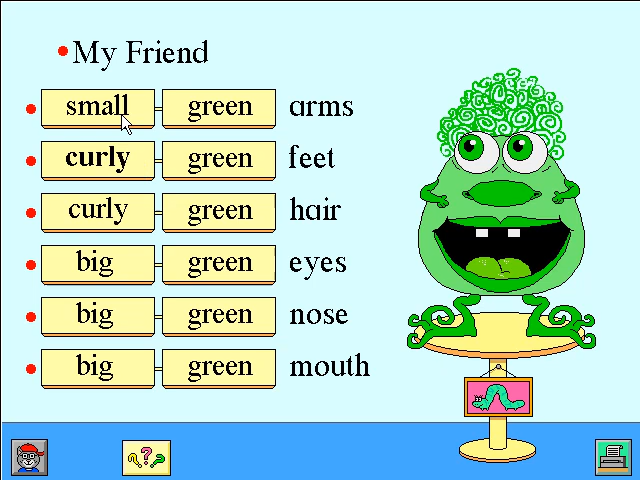 My Friend
small green arms
curly green feet
curly green hair
big green eyes
big green nose
big green mouth
???